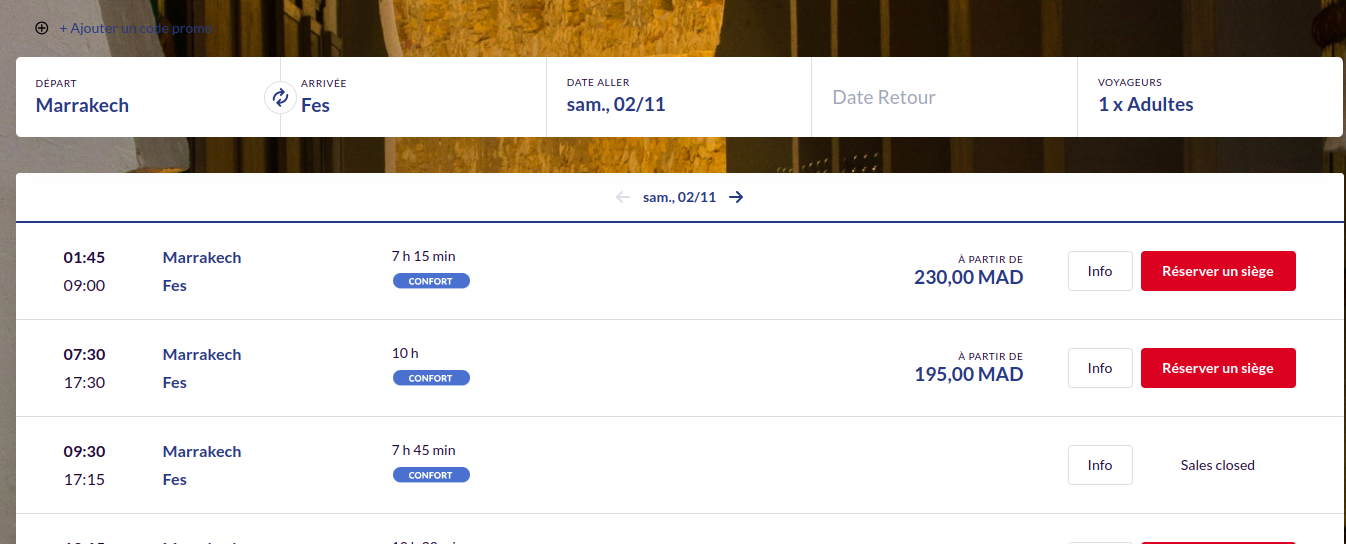 + Ajouter un code promo
DÉPART
Marrakech
ARRIVÉE
Fes
DATE ALLER
sam., 02/11
Date Retour
VOYAGEURS
1 x Adultes
sam., 02/11
01:45 Marrakech 7 h 15 min À PARTIR DE
09:00 Fes CONFORT 230,00 MAD Info Réserver un siège
07:30 Marrakech 10 h À PARTIR DE
17:30 Fes CONFORT 195,00 MAD Info Réserver un siège
09:30 Marrakech 7 h 45 min
17:15 Fes CONFORT Info Sales closed